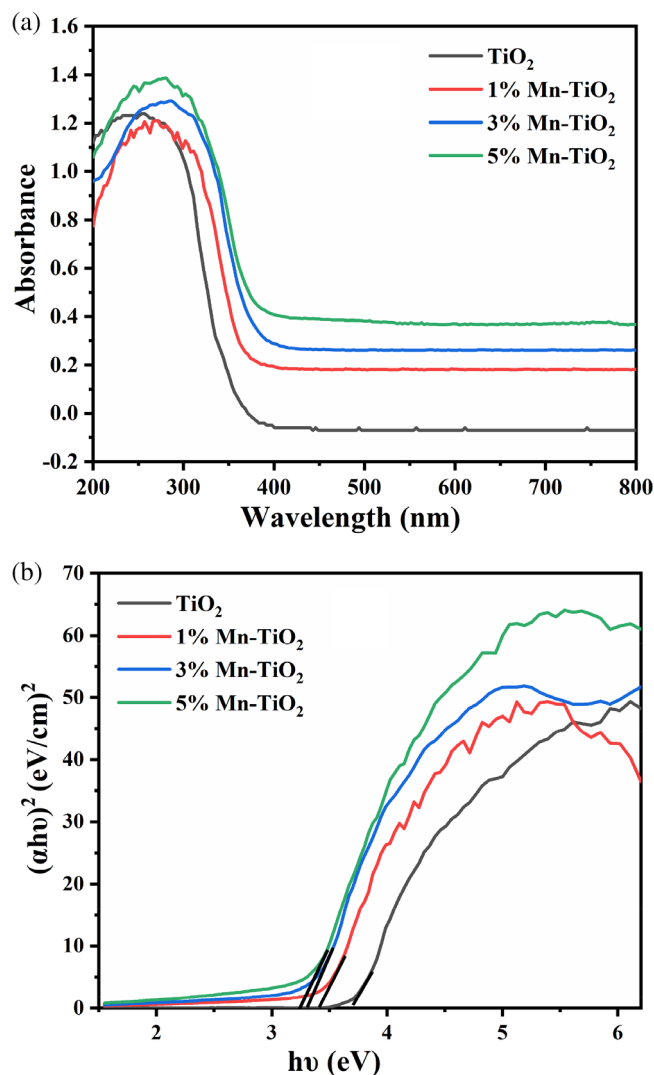 (a)
1.6
1.4
1.2
1.0
0.8
0.6
0.4
0.2
0.0
-0.2
Absorbance
TiO₂
1% Mn-TiO₂
3% Mn-TiO₂
5% Mn-TiO₂
200 300 400 500 600 700 800
Wavelength (nm)
(b)
70
60
50
40
30
20
10
0
(αhυ)² (eV/cm)²
TiO₂
1% Mn-TiO₂
3% Mn-TiO₂
5% Mn-TiO₂
2 3 4 5 6
hυ (eV)